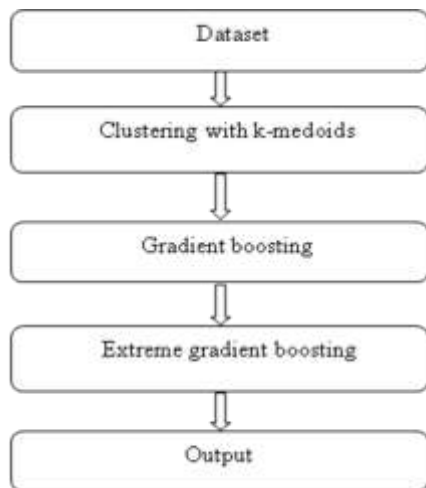 Dataset
Clustering with k-medoids
Gradient boosting
Extreme gradient boosting
Output